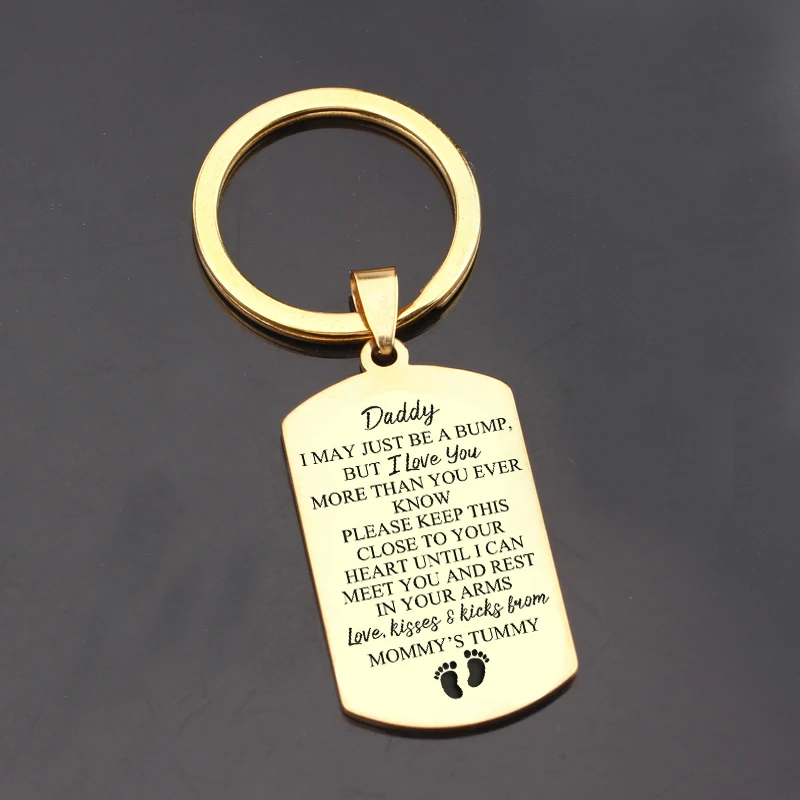 Daddy
I MAY JUST BE A BUMP,
BUT I Love You
MORE THAN YOU EVER
KNOW
PLEASE KEEP THIS
CLOSE TO YOUR
HEART UNTIL I CAN
MEET YOU AND REST
IN YOUR ARMS
Love, kisses & kicks from
MOMMY'S TUMMY